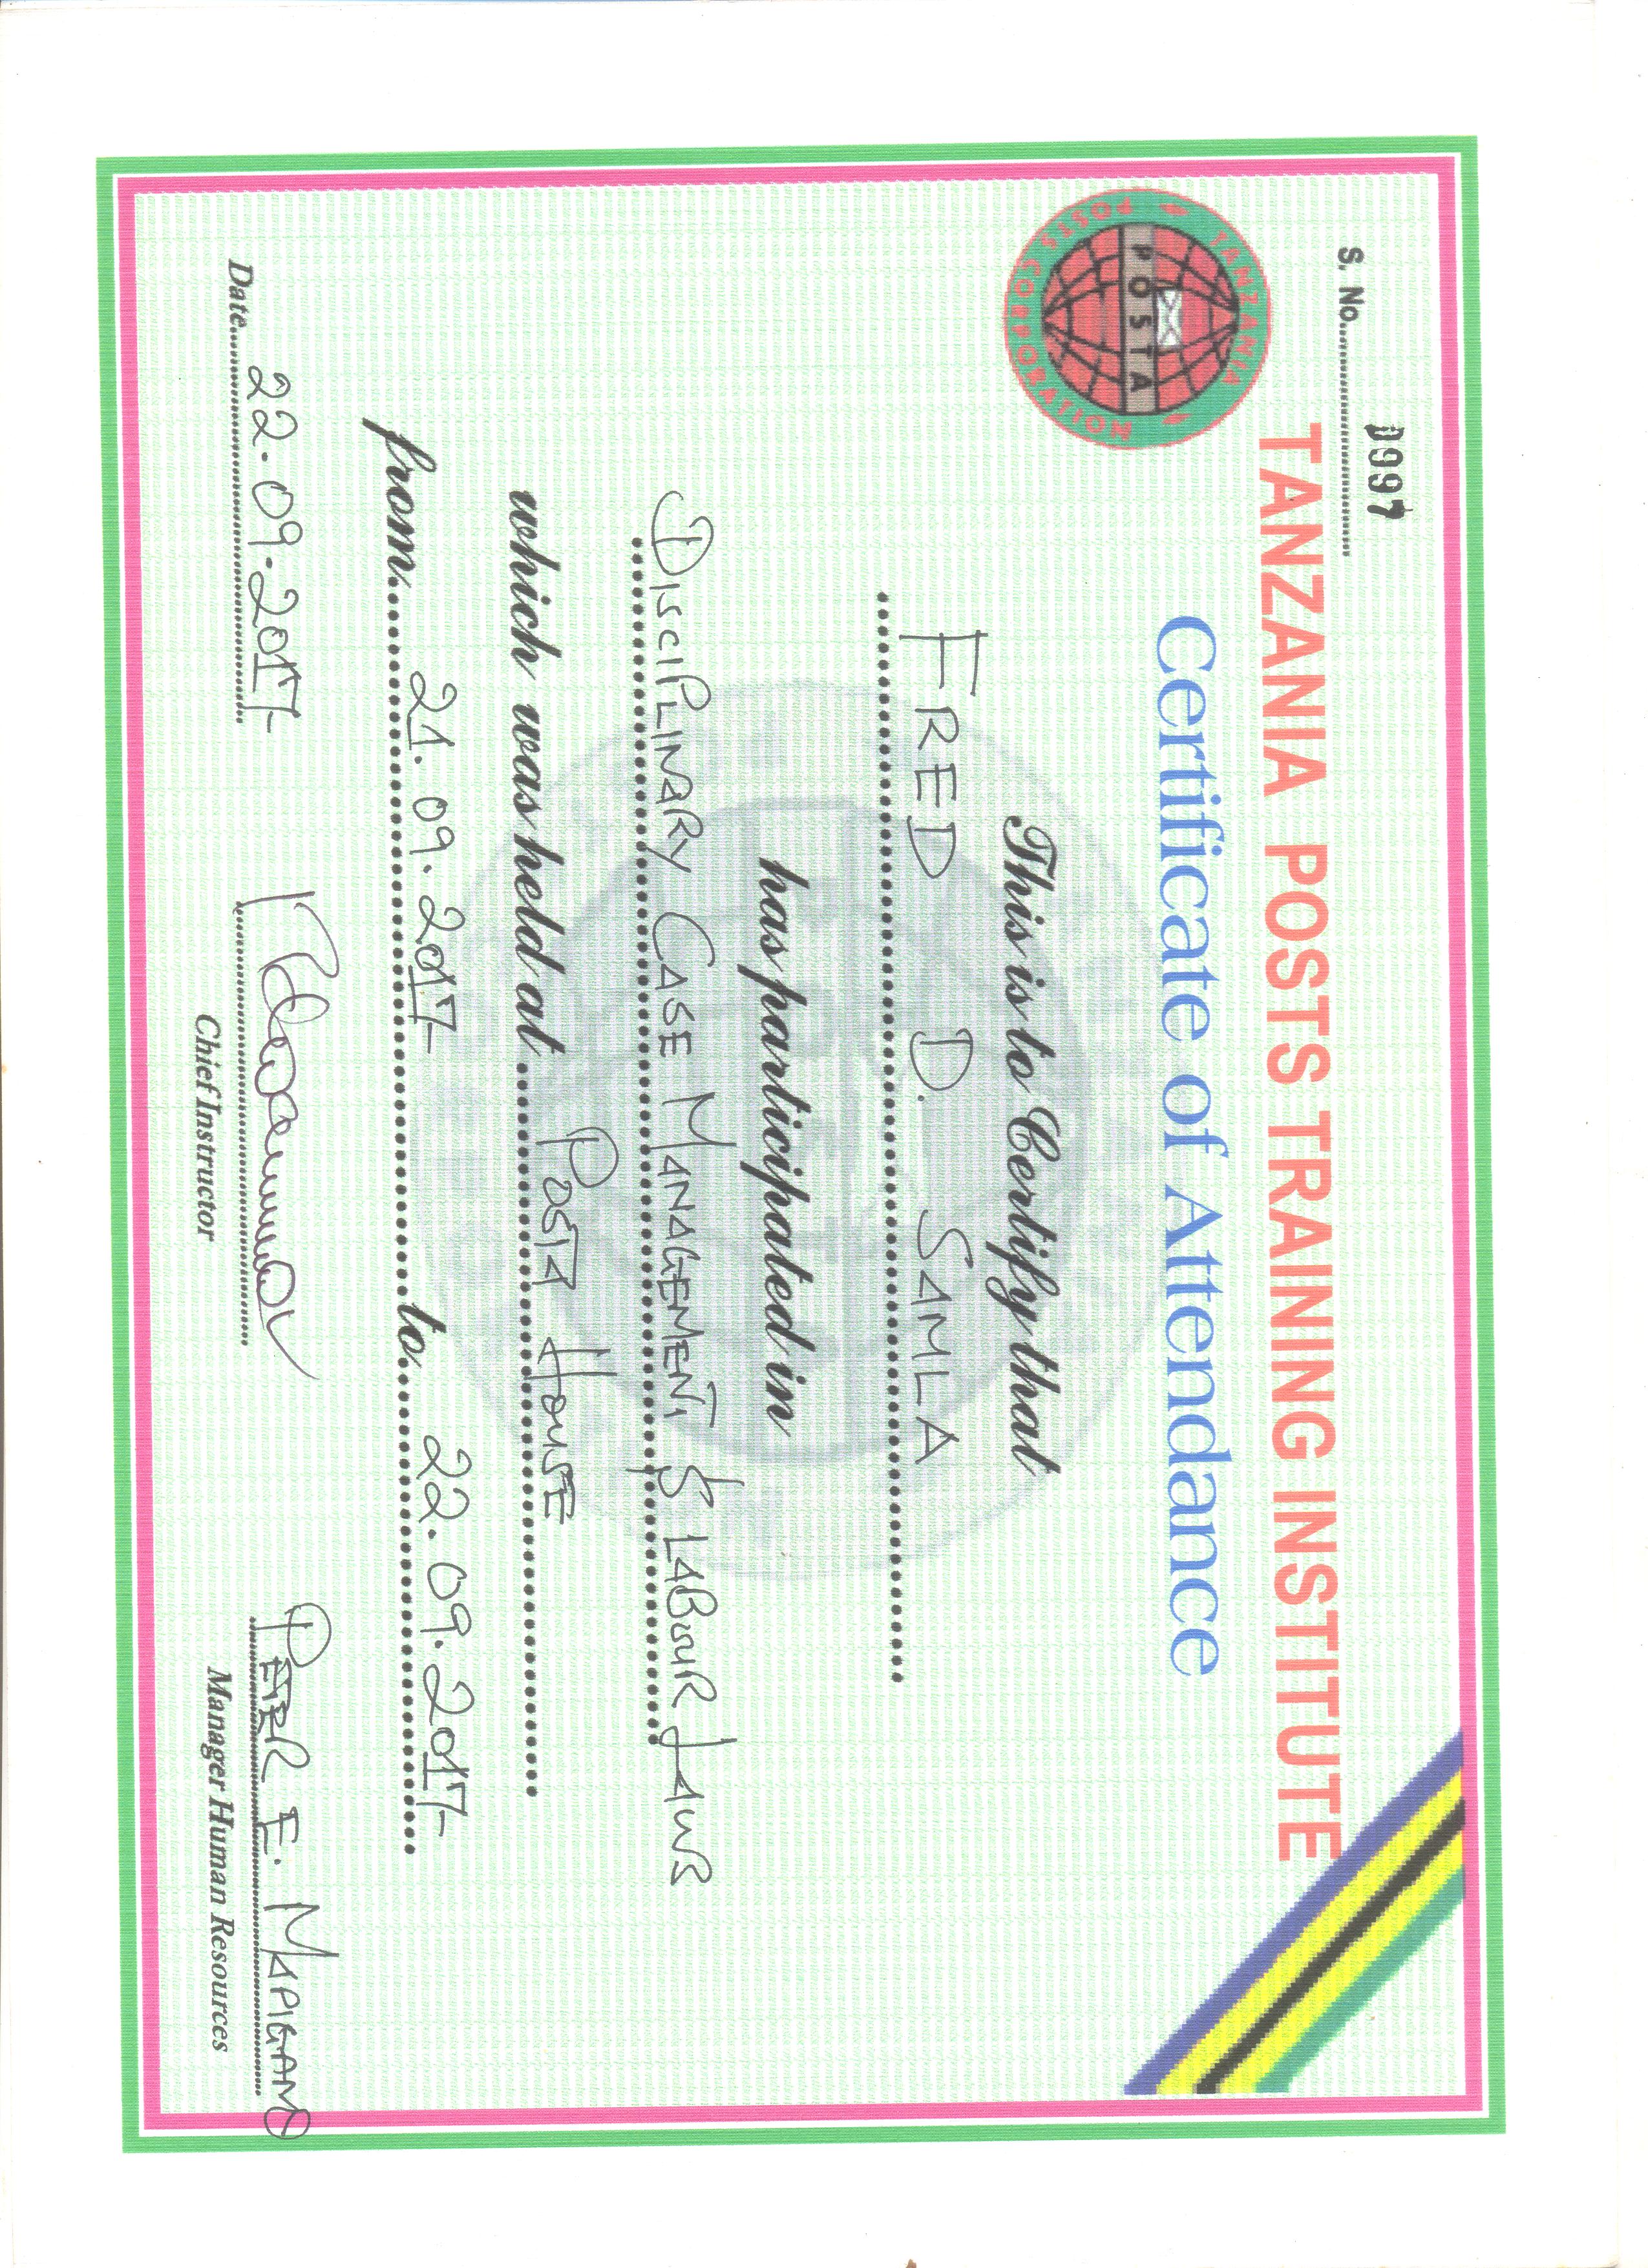 0997
S. No.
TANZANIA POSTS TRAINING INSTITUTE
TANZANIA POSTS CORPORATION
POSTA
Certificate of Attendance
This is to Certify that
FRED D. SAMLA
has participated in
DISCIPLINARY CASE MANAGEMENT & LABOUR LAWS
which was held at POSTA HOUSE
from 21.09.2017 to 22.09.2017
Date 22.09.2017
PETER E. MAPIGANO
Chief Instructor
Manager Human Resources